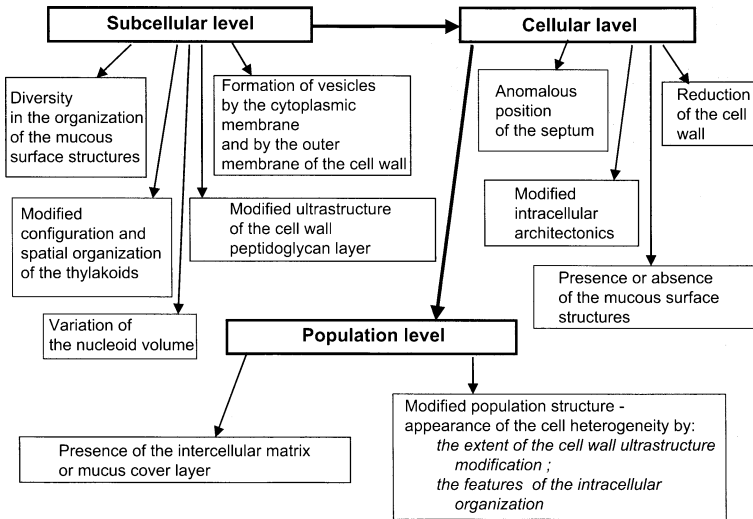 Subcellular level
Cellular lavel
Diversity
in the organization
of the mucous
surface structures
Formation of vesicles
by the cytoplasmic
membrane
and by the outer
membrane of the cell wall
Anomalous
position
of the septum
Reduction
of the cell
wall
Modified
configuration and
spatial organization
of the thylakoids
Modified ultrastructure
of the cell wall
peptidoglycan layer
Modified
intracellular
architectonics
Presence or absence
of the mucous surface
structures
Variation of
the nucleoid volume
Population level
Presence of the intercellular matrix
or mucus cover layer
Modified population structure -
appearance of the cell heterogeneity by:
the extent of the cell wall ultrastructure
modification ;
the features of the intracellular
organization